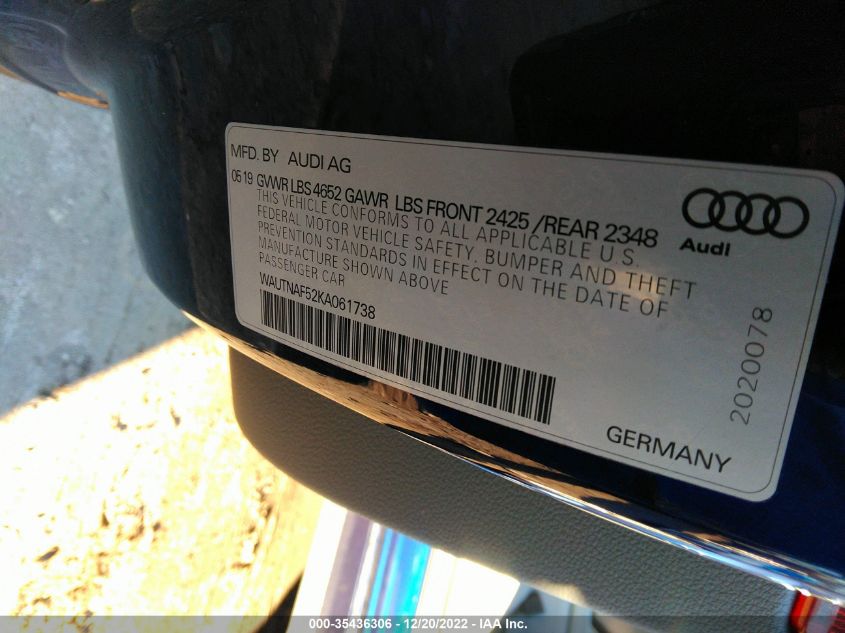 MFD. BY AUDI AG
05 19 GVWR LBS 4652 GAWR LBS FRONT 2425 /REAR 2348
THIS VEHICLE CONFORMS TO ALL APPLICABLE U S.
FEDERAL MOTOR VEHICLE SAFETY. BUMPER AND THEFT
PREVENTION STANDARDS IN EFFECT ON THE DATE OF
MANUFACTURE SHOWN ABOVE
PASSENGER CAR
WAUTNAF52KA061738
Audi
2020078
GERMANY
000-35436306 - 12/20/2022 - IAA Inc.